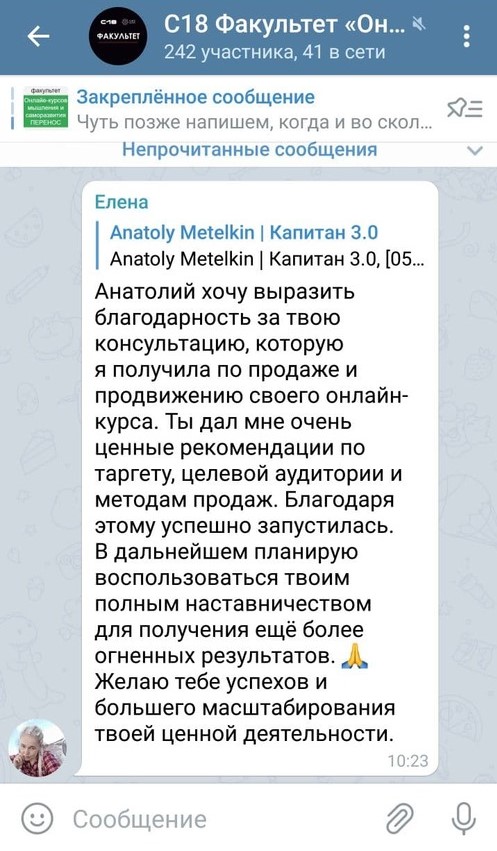 С18 Факультет «Он...
242 участника, 41 в сети
С18
ФАКУЛЬТЕТ
Закреплённое сообщение
Чуть позже напишем, когда и во скол...
факультет
Онлайн-курсов
мышления и
саморазвития
ПЕРЕНОС
Непрочитанные сообщения
Елена
Anatoly Metelkin | Капитан 3.0
Anatoly Metelkin | Капитан 3.0, [05...
Анатолий хочу выразить
благодарность за твою
консультацию, которую
я получила по продаже и
продвижению своего онлайн-
курса. Ты дал мне очень
ценные рекомендации по
таргету, целевой аудитории и
методам продаж. Благодаря
этому успешно запустилась.
В дальнейшем планирую
воспользоваться твоим
полным наставничеством
для получения ещё более
огненных результатов. 🙏
Желаю тебе успехов и
большего масштабирования
твоей ценной деятельности.
10:23
Сообщение